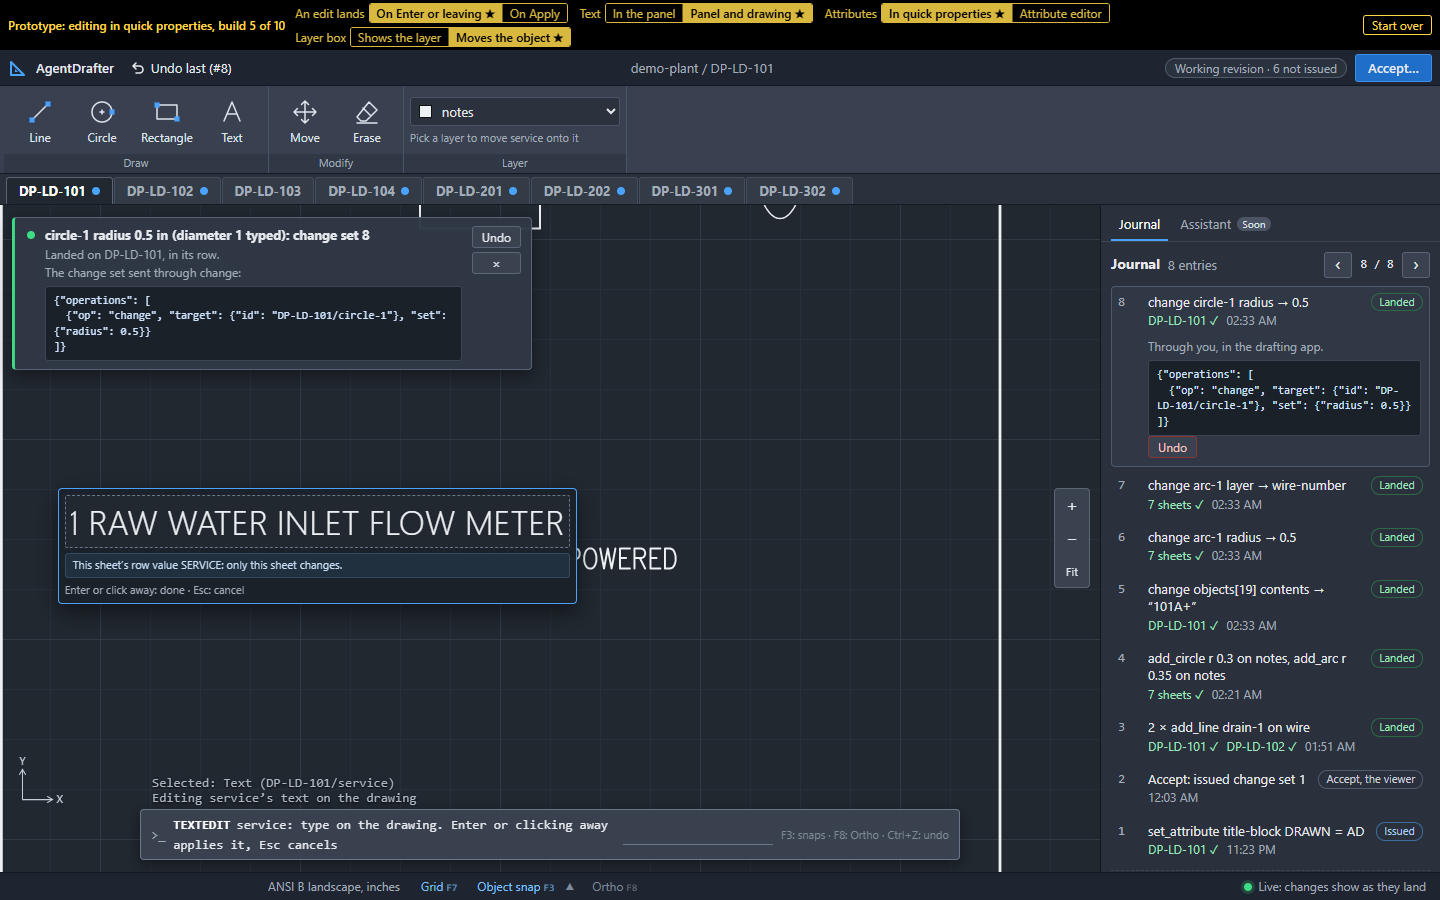 Prototype: editing in quick properties, build 5 of 10
An edit lands On Enter or leaving ★ On Apply Text In the panel Panel and drawing ★ Attributes In quick properties ★ Attribute editor
Layer box Shows the layer Moves the object ★
Start over
AgentDrafter Undo last (#8)
demo-plant / DP-LD-101
Working revision · 6 not issued Accept...
Line Circle Rectangle Text Move Erase
notes
Pick a layer to move service onto it
Draw Modify Layer
DP-LD-101 DP-LD-102 DP-LD-103 DP-LD-104 DP-LD-201 DP-LD-202 DP-LD-301 DP-LD-302
circle-1 radius 0.5 in (diameter 1 typed): change set 8
Undo
Landed on DP-LD-101, in its row.
×
The change set sent through change:
{"operations": [
{"op": "change", "target": {"id": "DP-LD-101/circle-1"}, "set":
{"radius": 0.5}}
]}
1 RAW WATER INLET FLOW METER
This sheet's row value SERVICE: only this sheet changes.
Enter or click away: done · Esc: cancel
POWERED
+
−
Fit
Y
X
Selected: Text (DP-LD-101/service)
Editing service's text on the drawing
>_ TEXTEDIT service: type on the drawing. Enter or clicking away
applies it, Esc cancels
F3: snaps · F8: Ortho · Ctrl+Z: undo
Journal Assistant Soon
Journal 8 entries ‹ 8 / 8 ›
8 change circle-1 radius → 0.5 Landed
DP-LD-101 ✓ 02:33 AM
Through you, in the drafting app.
{"operations": [
{"op": "change", "target": {"id": "DP-
LD-101/circle-1"}, "set": {"radius": 0.5}}
]}
Undo
7 change arc-1 layer → wire-number Landed
7 sheets ✓ 02:33 AM
6 change arc-1 radius → 0.5 Landed
7 sheets ✓ 02:33 AM
5 change objects[19] contents → Landed
“101A+”
DP-LD-101 ✓ 02:33 AM
4 add_circle r 0.3 on notes, add_arc r Landed
0.35 on notes
7 sheets ✓ 02:21 AM
3 2 × add_line drain-1 on wire Landed
DP-LD-101 ✓ DP-LD-102 ✓ 01:51 AM
2 Accept: issued change set 1 Accept, the viewer
12:03 AM
1 set_attribute title-block DRAWN = AD Issued
DP-LD-101 ✓ 11:23 PM
ANSI B landscape, inches Grid F7 Object snap F3 ▲ Ortho F8
Live: changes show as they land